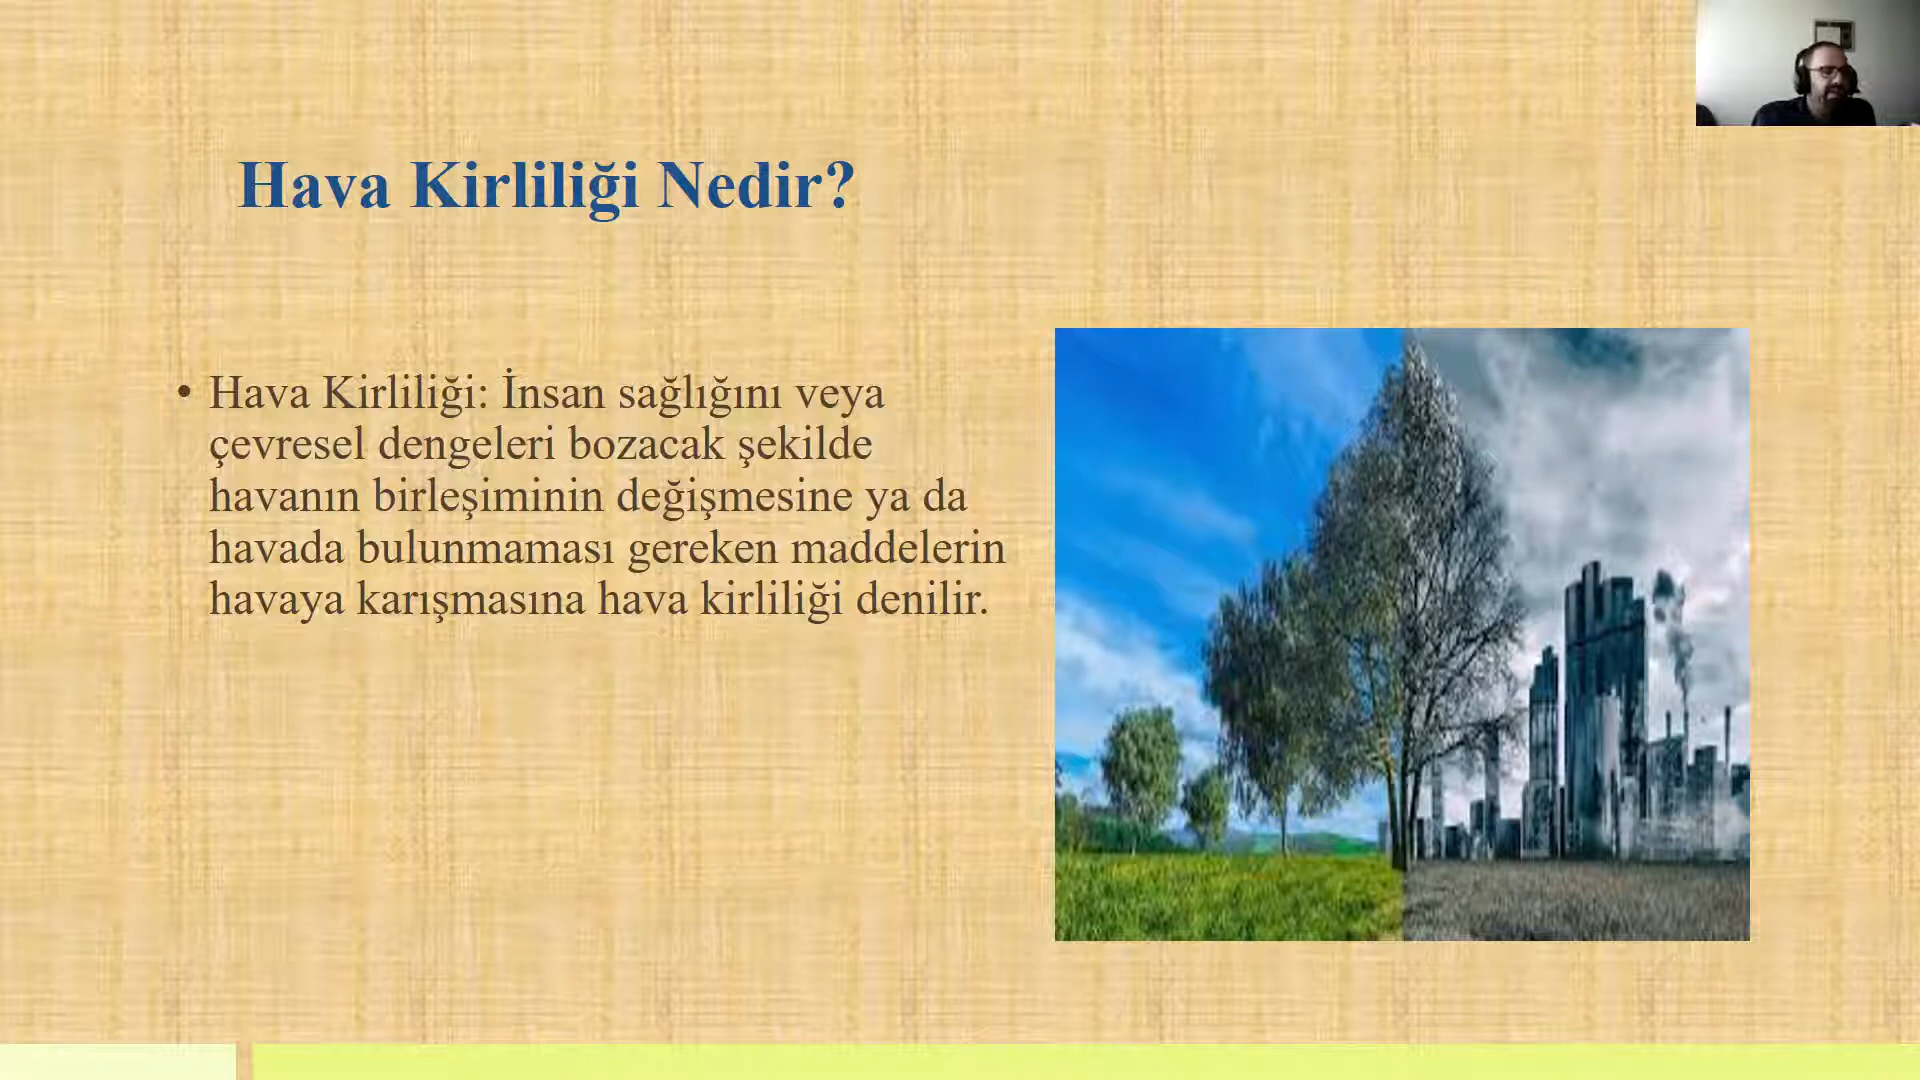 Hava Kirliliği Nedir?
• Hava Kirliliği: İnsan sağlığını veya
çevresel dengeleri bozacak şekilde
havanın birleşiminin değişmesine ya da
havada bulunmaması gereken maddelerin
havaya karışmasına hava kirliliği denilir.